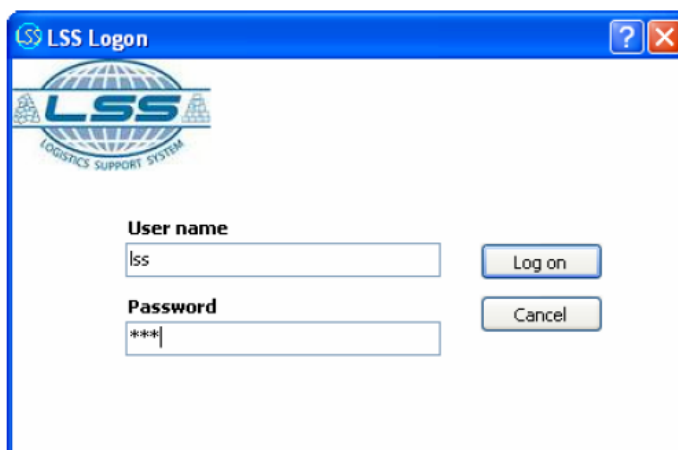 LSS Logon
LSS
LOGISTICS SUPPORT SYSTEM
User name
lss
Log on
Password
***
Cancel